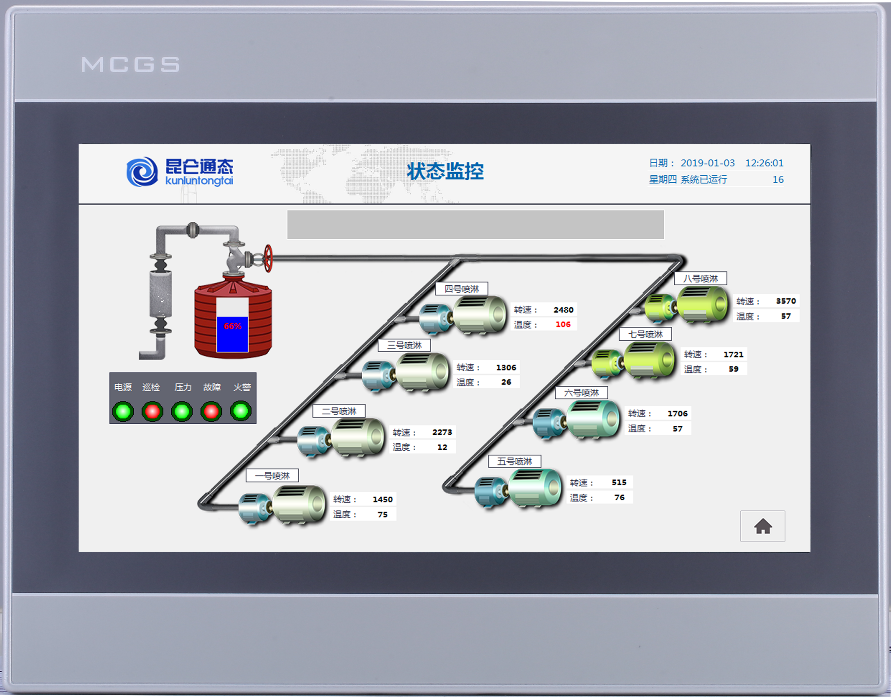 MCGS
昆仑通态
kunluntongtai
状态监控
日期： 2019-01-03 12:26:01
星期四 系统已运行 16
八号喷淋
转速： 3570
温度： 57
四号喷淋
转速： 2480
温度： 106
七号喷淋
转速： 1721
温度： 59
三号喷淋
转速： 1306
温度： 26
66%
电源 巡检 压力 故障 火警
六号喷淋
转速： 1706
温度： 57
二号喷淋
转速： 2273
温度： 12
五号喷淋
转速： 515
温度： 76
一号喷淋
转速： 1450
温度： 75